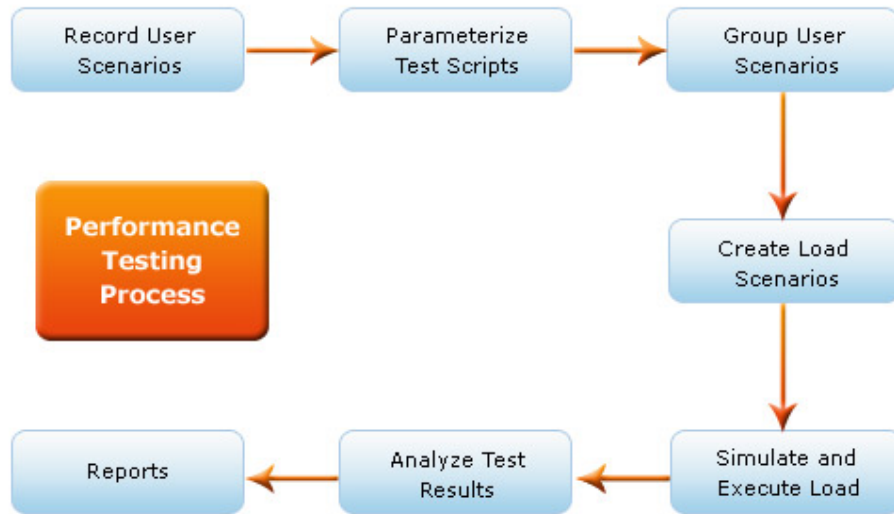 Record User
Scenarios
Parameterize
Test Scripts
Group User
Scenarios
Performance
Testing
Process
Create Load
Scenarios
Simulate and
Execute Load
Analyze Test
Results
Reports